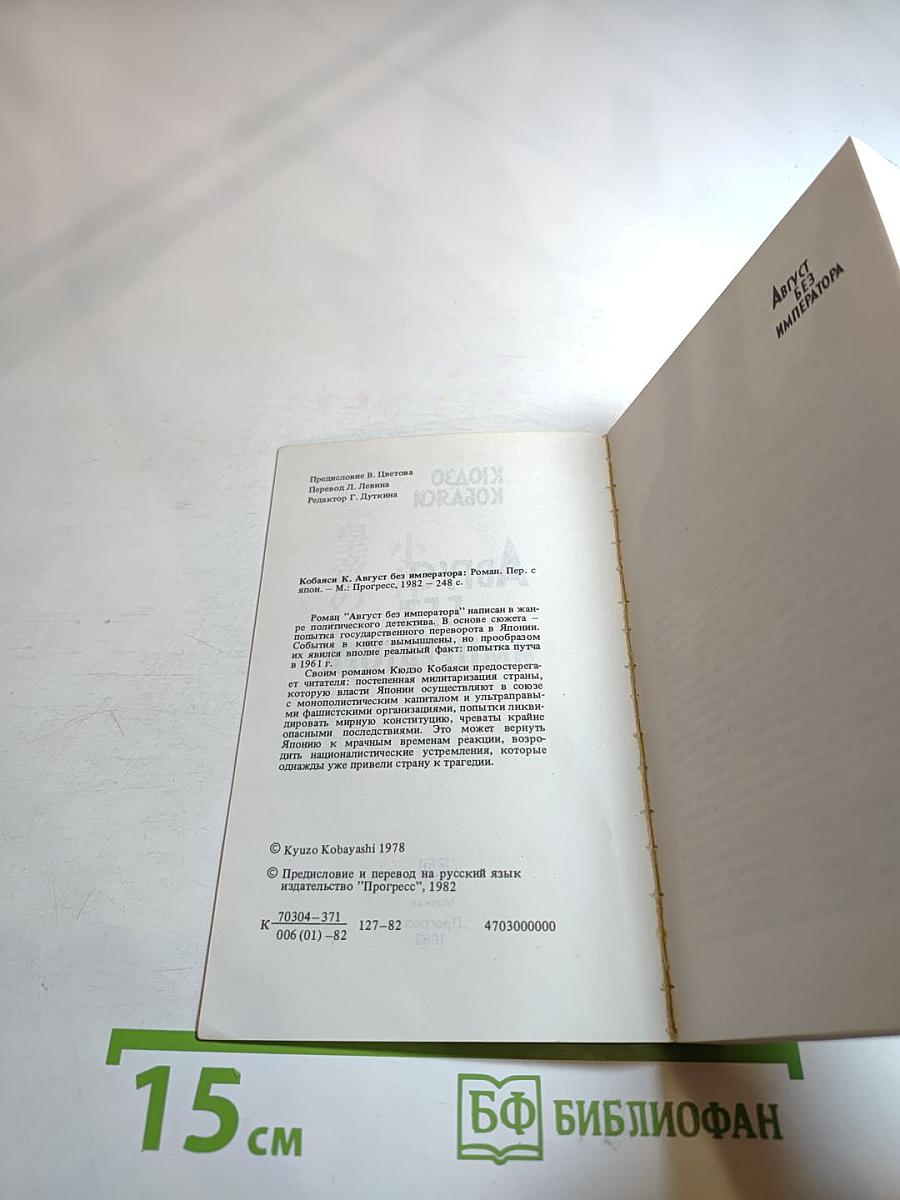 Предисловие В. Цветова
Перевод Л. Левина
Редактор Г. Дуткина
Кобаяси К. Август без императора: Роман. Пер. с
япон. – М.: Прогресс, 1982 – 248 с.
Роман "Август без императора" написан в жан-
ре политического детектива. В основе сюжета –
попытка государственного переворота в Японии.
События в книге вымышлены, но прообразом
их явился вполне реальный факт: попытка путча
в 1961 г.
Своим романом Кюдзо Кобаяси предостерега-
ет читателя: постепенная милитаризация страны,
которую власти Японии осуществляют в союзе
с монополистическим капиталом и ультраправы-
ми фашистскими организациями, попытки ликви-
дировать мирную конституцию, чреваты крайне
опасными последствиями. Это может вернуть
Японию к мрачным временам реакции, возро-
дить националистические устремления, которые
однажды уже привели страну к трагедии.
© Kyuzo Kobayashi 1978
© Предисловие и перевод на русский язык
издательство "Прогресс", 1982
К 70304–371
006 (01) –82 127–82 4703000000
Август
без
императора
15 см
БФ БИБЛИОФАН